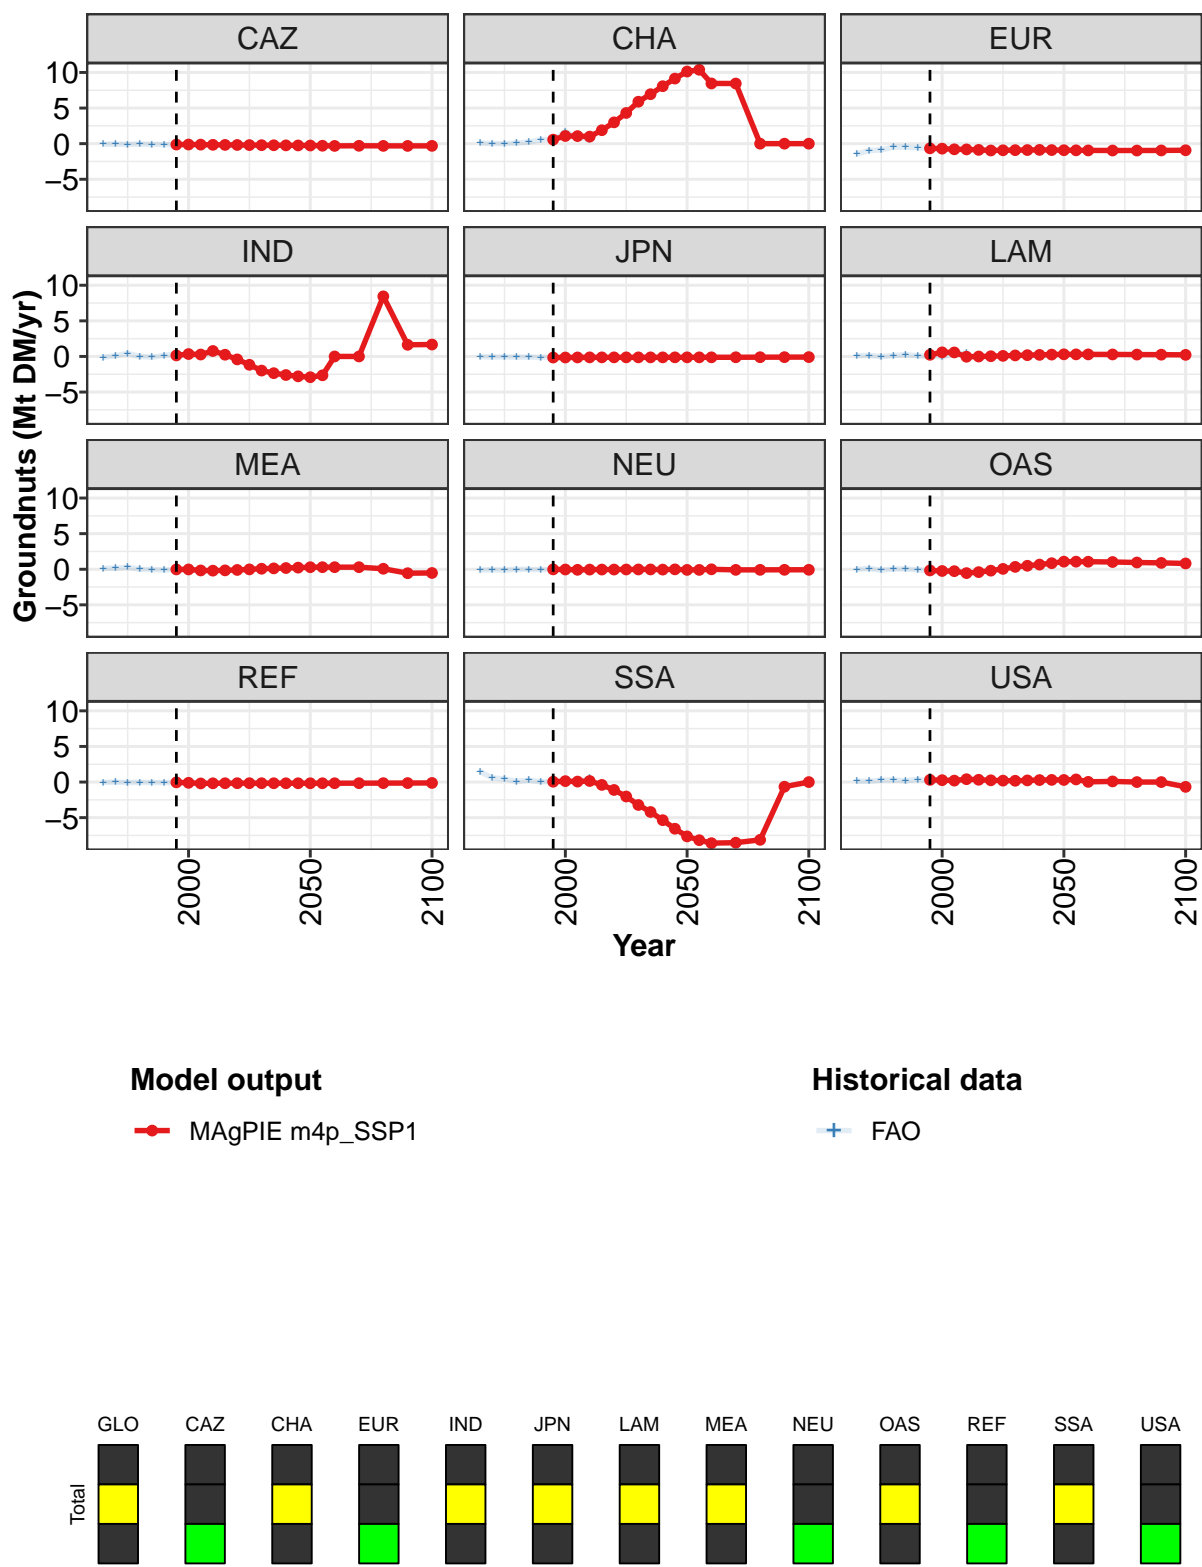 CAZ CHA EUR
10
5
0
−5
IND JPN LAM
10
5
0
−5
MEA NEU OAS
10
5
0
−5
REF SSA USA
10
5
0
−5
Groundnuts (Mt DM/yr)
2000 2050 2100 2000 2050 2100 2000 2050 2100
Year
Model output Historical data
MAgPIE m4p_SSP1 FAO
GLO CAZ CHA EUR IND JPN LAM MEA NEU OAS REF SSA USA
Total